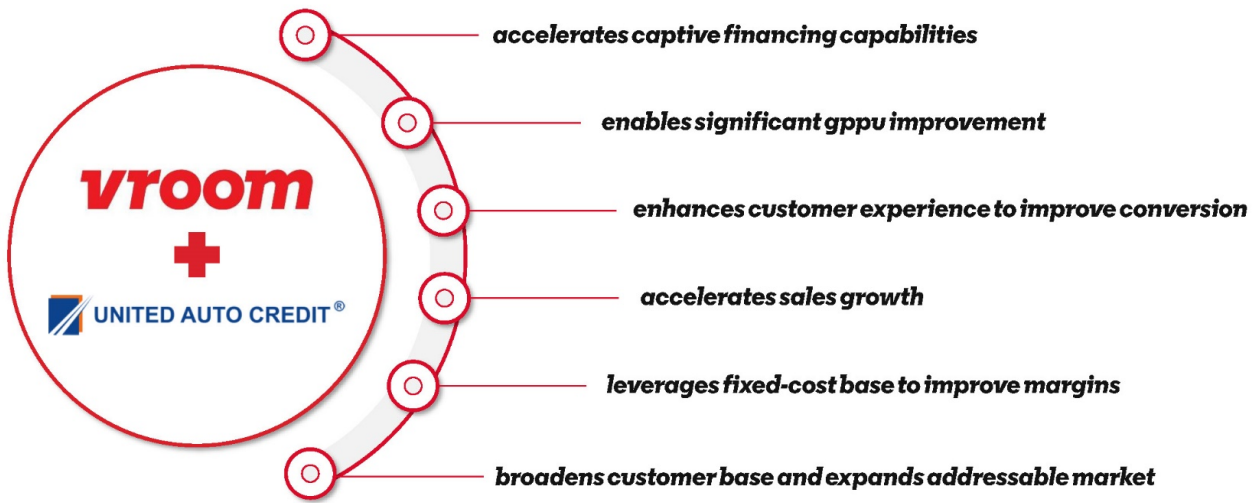 accelerates captive financing capabilities
enables significant gppu improvement
vroom
enhances customer experience to improve conversion
UNITED AUTO CREDIT®
accelerates sales growth
leverages fixed-cost base to improve margins
broadens customer base and expands addressable market